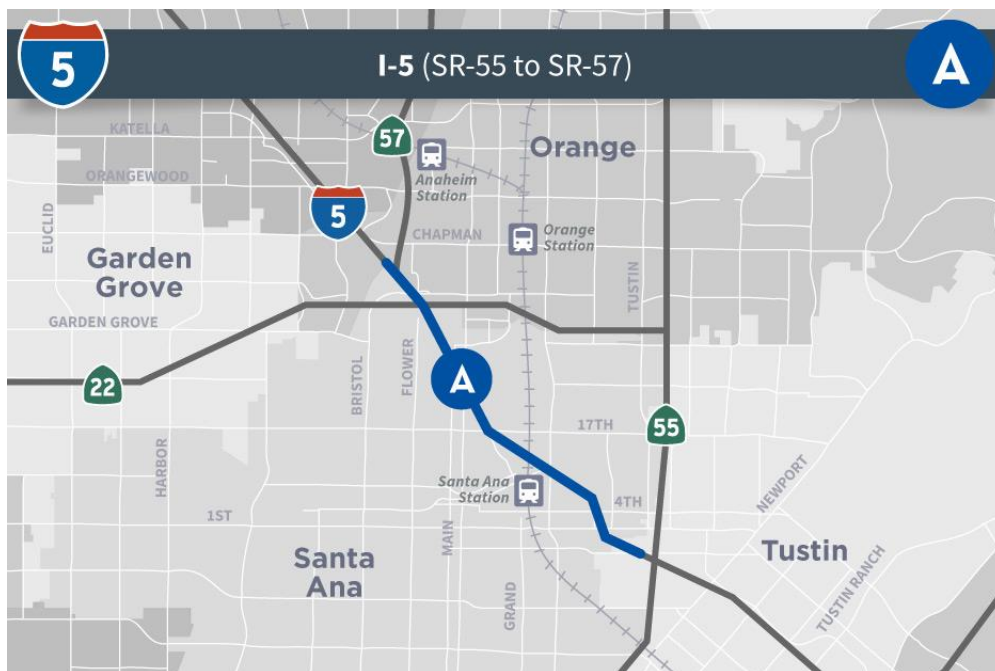 5
I-5 (SR-55 to SR-57)
A
KATELLA
57
Orange
ORANGEWOOD
Anaheim
Station
5
EUCLID
CHAPMAN
Orange
Station
Garden
Grove
TUSTIN
GARDEN GROVE
FLOWER
BRISTOL
A
22
17TH
55
HARBOR
Santa Ana
Station
4TH
NEWPORT
1ST
MAIN
Santa
Ana
Tustin
GRAND
TUSTIN RANCH